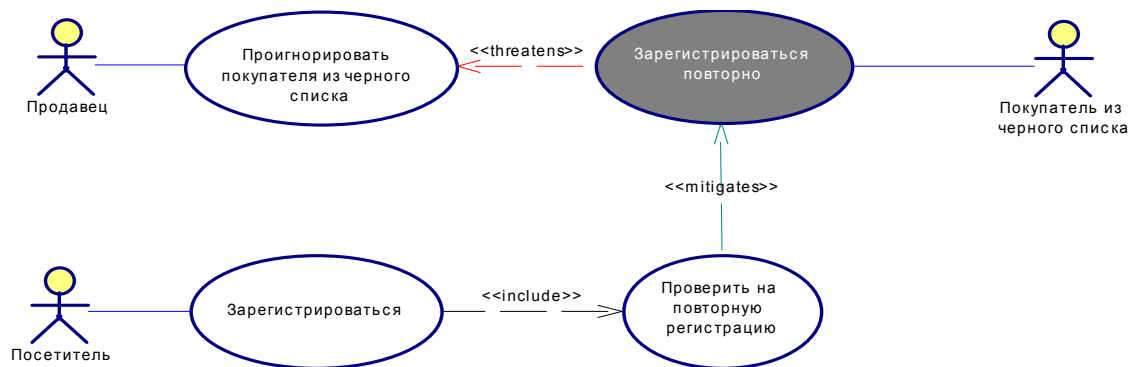 Проигнорировать
покупателя из черного
списка
<<threatens>>
Зарегистрироваться
повторно
Продавец
Покупатель из
черного списка
<<mitigates>>
Зарегистрироваться
<<include>>
Проверить на
повторную
регистрацию
Посетитель